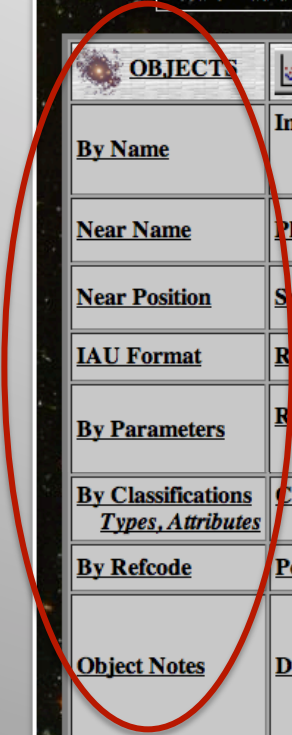 OBJECTS
In
By Name
Near Name
Near Position
S
IAU Format
R
By Parameters
R
By Classifications
C
Types, Attributes
By Refcode
Object Notes
D